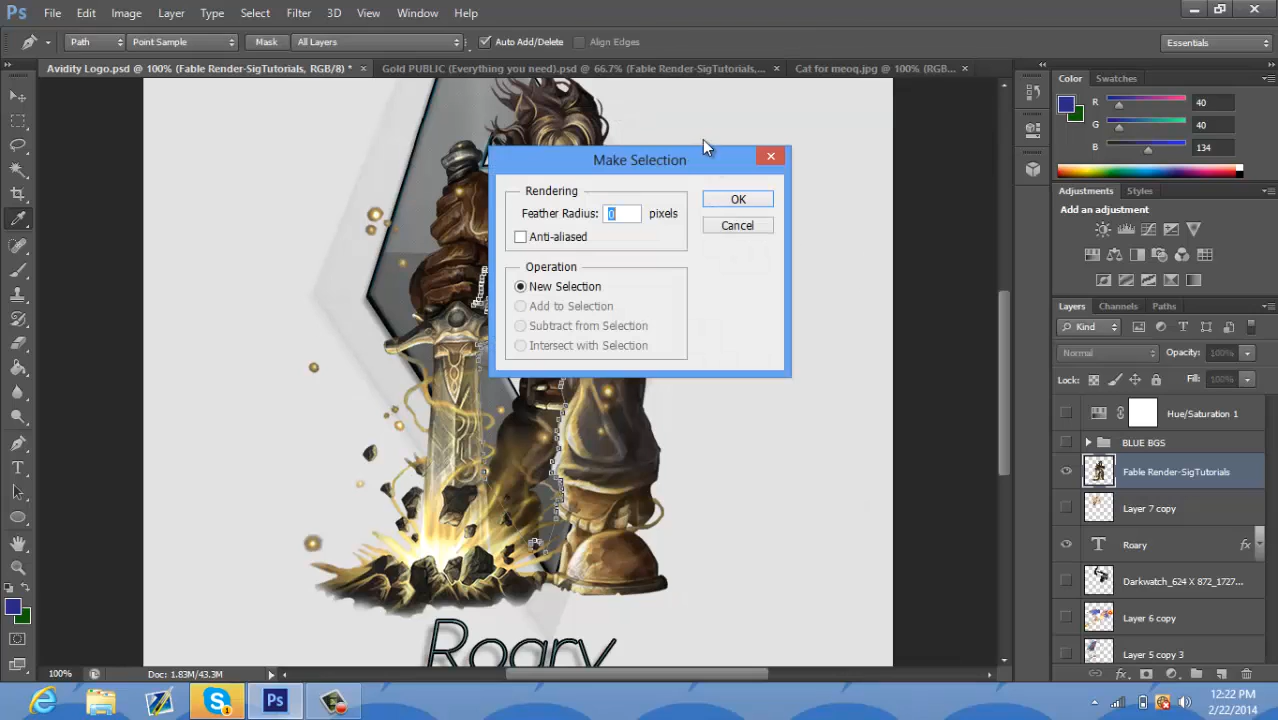 Ps File Edit Image Layer Type Select Filter 3D View Window Help
Path Point Sample Mask All Layers Auto Add/Delete Align Edges Essentials
Avidity Logo.psd @ 100% (Fable Render-SigTutorials, RGB/8) * Gold PUBLIC (Everything you need).psd @ 66.7% (Fable Render-SigTutorials,... Cat for meoq.jpg @ 100% (RGB...
Color Swatches
R 40
G 40
B 134
Make Selection
Rendering
Feather Radius: 0 pixels
Anti-aliased
OK
Cancel
Operation
New Selection
Add to Selection
Subtract from Selection
Intersect with Selection
Adjustments Styles
Add an adjustment
Layers Channels Paths
Kind
Normal Opacity: 100%
Lock: Fill: 100%
Hue/Saturation 1
BLUE BGS
Fable Render-SigTutorials
Layer 7 copy
T Roary fx
Darkwatch_624 X 872_1727...
Layer 6 copy
Layer 5 copy 3
Roary
100% Doc: 1.83M/43.3M
12:22 PM
2/22/2014